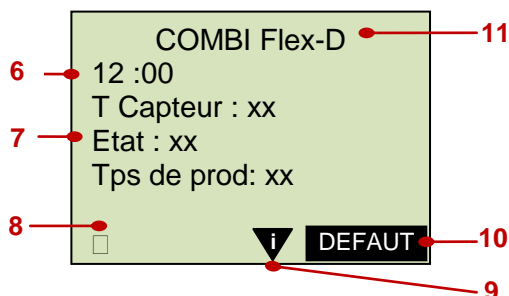 COMBI Flex-D
11
6
12 :00
T Capteur : xx
7
Etat : xx
Tps de prod: xx
8
i
DEFAUT
10
9